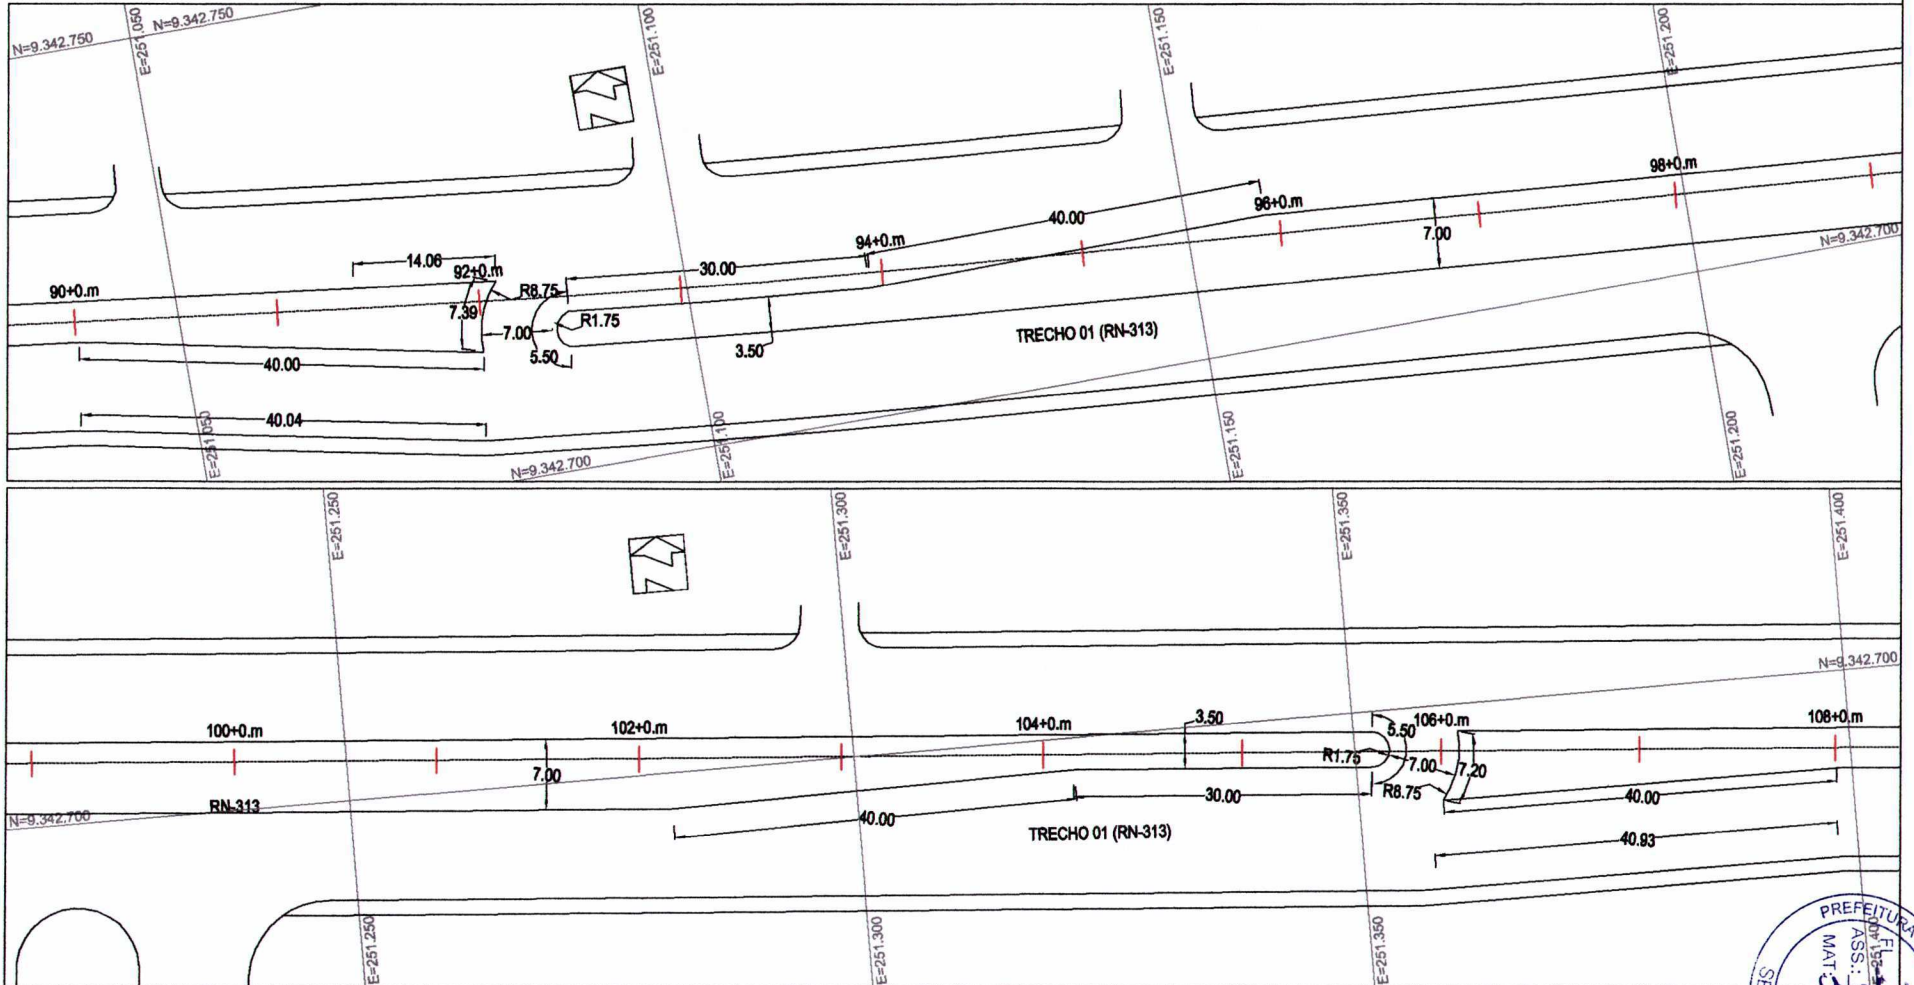 N=9.342.750
E=251.050
N=9.342.750
E=251.100
E=251.150
E=251.200
90+0.m
14.06
92+0.m
7.39
R8.75
7.00
R1.75
5.50
30.00
94+0.m
3.50
40.00
96+0.m
7.00
98+0.m
N=9.342.700
TRECHO 01 (RN-313)
40.00
40.04
E=251.050
N=9.342.700
E=251.100
E=251.150
E=251.200
E=251.250
E=251.300
E=251.350
E=251.400
N=9.342.700
100+0.m
102+0.m
104+0.m
3.50
5.50
106+0.m
108+0.m
7.00
R1.75
7.00
7.20
RN-313
N=9.342.700
40.00
30.00
R8.75
40.00
TRECHO 01 (RN-313)
40.93
E=251.250
E=251.300
E=251.350
E=251.400
PREFEITURA
FL
ASS.:
MAT:
SE